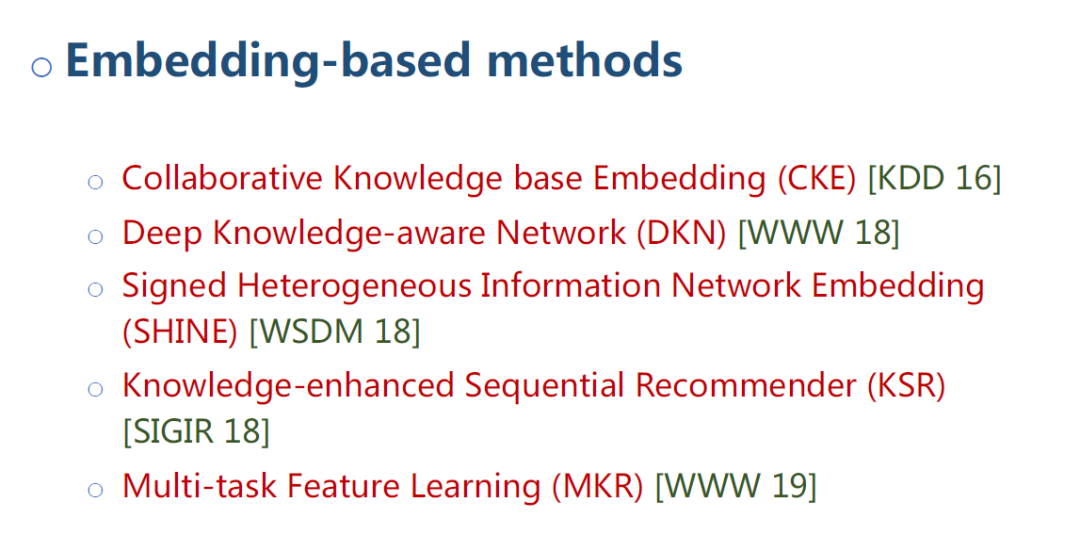 Embedding-based methods
Collaborative Knowledge base Embedding (CKE) [KDD 16]
Deep Knowledge-aware Network (DKN) [WWW 18]
Signed Heterogeneous Information Network Embedding
(SHINE) [WSDM 18]
Knowledge-enhanced Sequential Recommender (KSR)
[SIGIR 18]
Multi-task Feature Learning (MKR) [WWW 19]